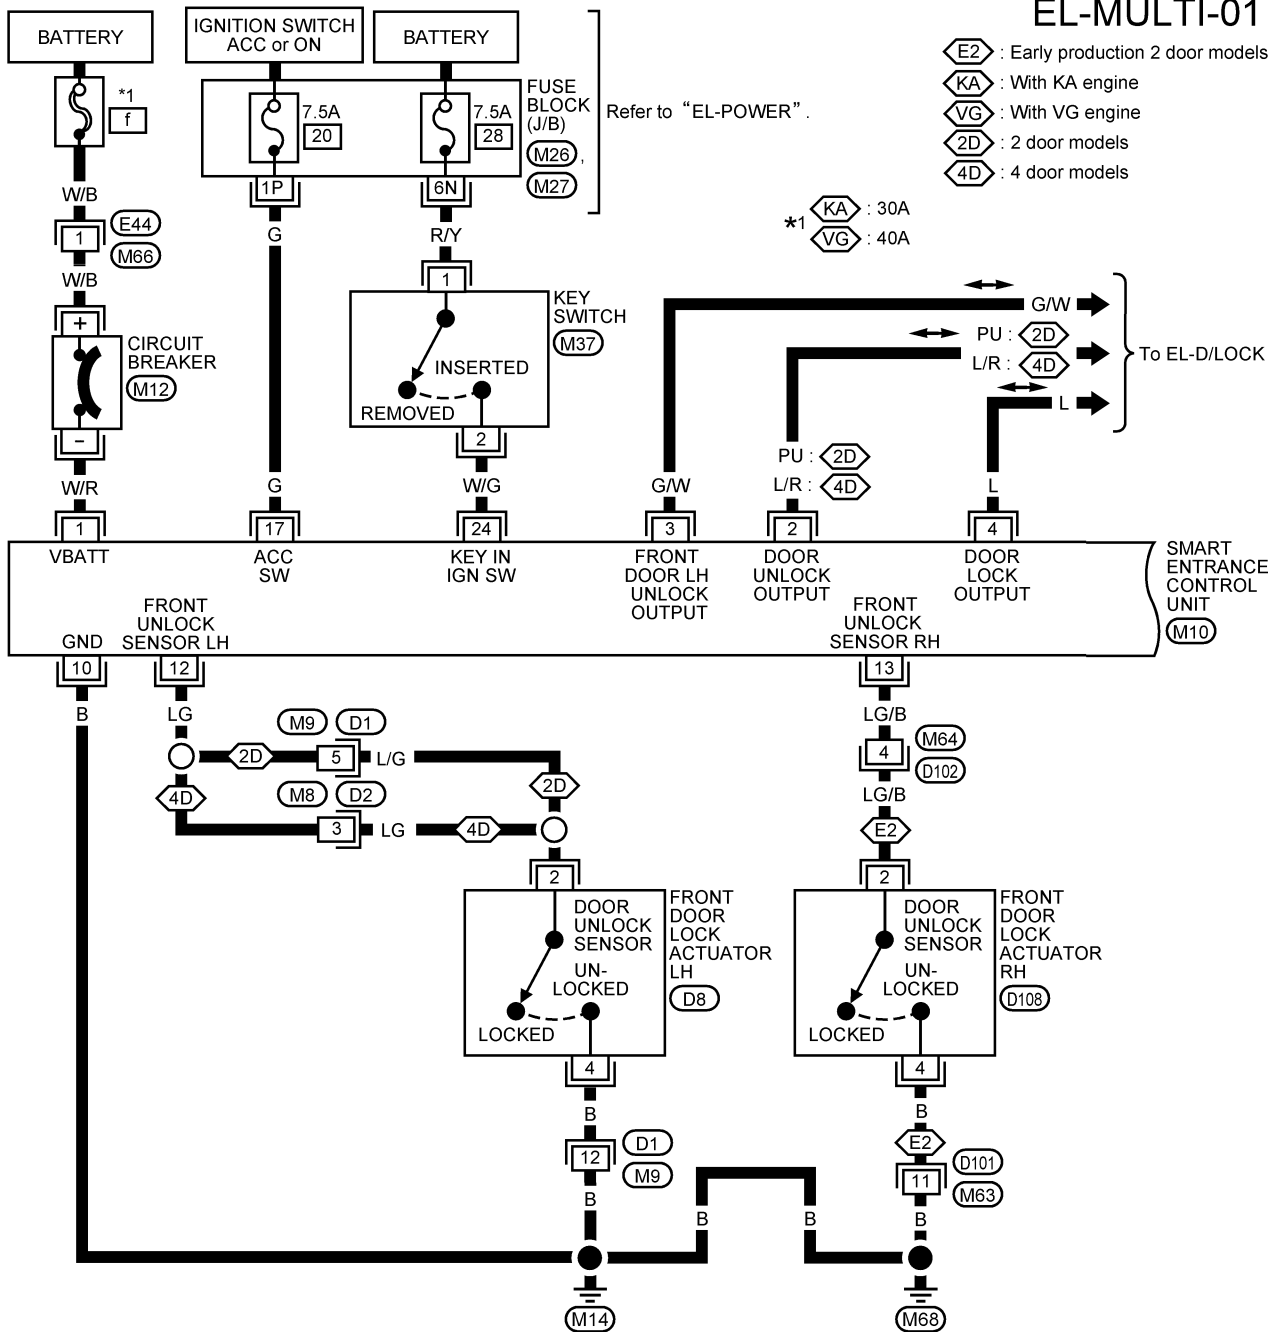 EL-MULTI-01
E2 : Early production 2 door models
KA : With KA engine
VG : With VG engine
2D : 2 door models
4D : 4 door models
*1 KA : 30A
VG : 40A
BATTERY
IGNITION SWITCH
ACC or ON
BATTERY
*1
f
7.5A
20
7.5A
28
FUSE
BLOCK
(J/B)
M26 ,
M27
Refer to “EL-POWER”.
1P
6N
W/B
1
E44
M66
W/B
G
R/Y
1
+
CIRCUIT
BREAKER
M12
−
KEY
SWITCH
M37
INSERTED
REMOVED
2
G/W
PU : 2D
L/R : 4D
L
To EL-D/LOCK
W/R
G
W/G
G/W
PU : 2D
L/R : 4D
L
1
17
24
3
2
4
VBATT
ACC
SW
KEY IN
IGN SW
FRONT
DOOR LH
UNLOCK
OUTPUT
DOOR
UNLOCK
OUTPUT
DOOR
LOCK
OUTPUT
SMART
ENTRANCE
CONTROL
UNIT
M10
GND
FRONT
UNLOCK
SENSOR LH
FRONT
UNLOCK
SENSOR RH
10
12
13
B
LG
LG/B
2D
M9
D1
5
L/G
2D
4D
M8
D2
3
LG
4D
4
M64
D102
LG/B
E2
2
2
DOOR
UNLOCK
SENSOR
UN-
LOCKED
LOCKED
FRONT
DOOR
LOCK
ACTUATOR
LH
D8
DOOR
UNLOCK
SENSOR
UN-
LOCKED
LOCKED
FRONT
DOOR
LOCK
ACTUATOR
RH
D108
4
4
B
B
12
D1
M9
E2
11
D101
M63
B
B
B
B
M14
M68